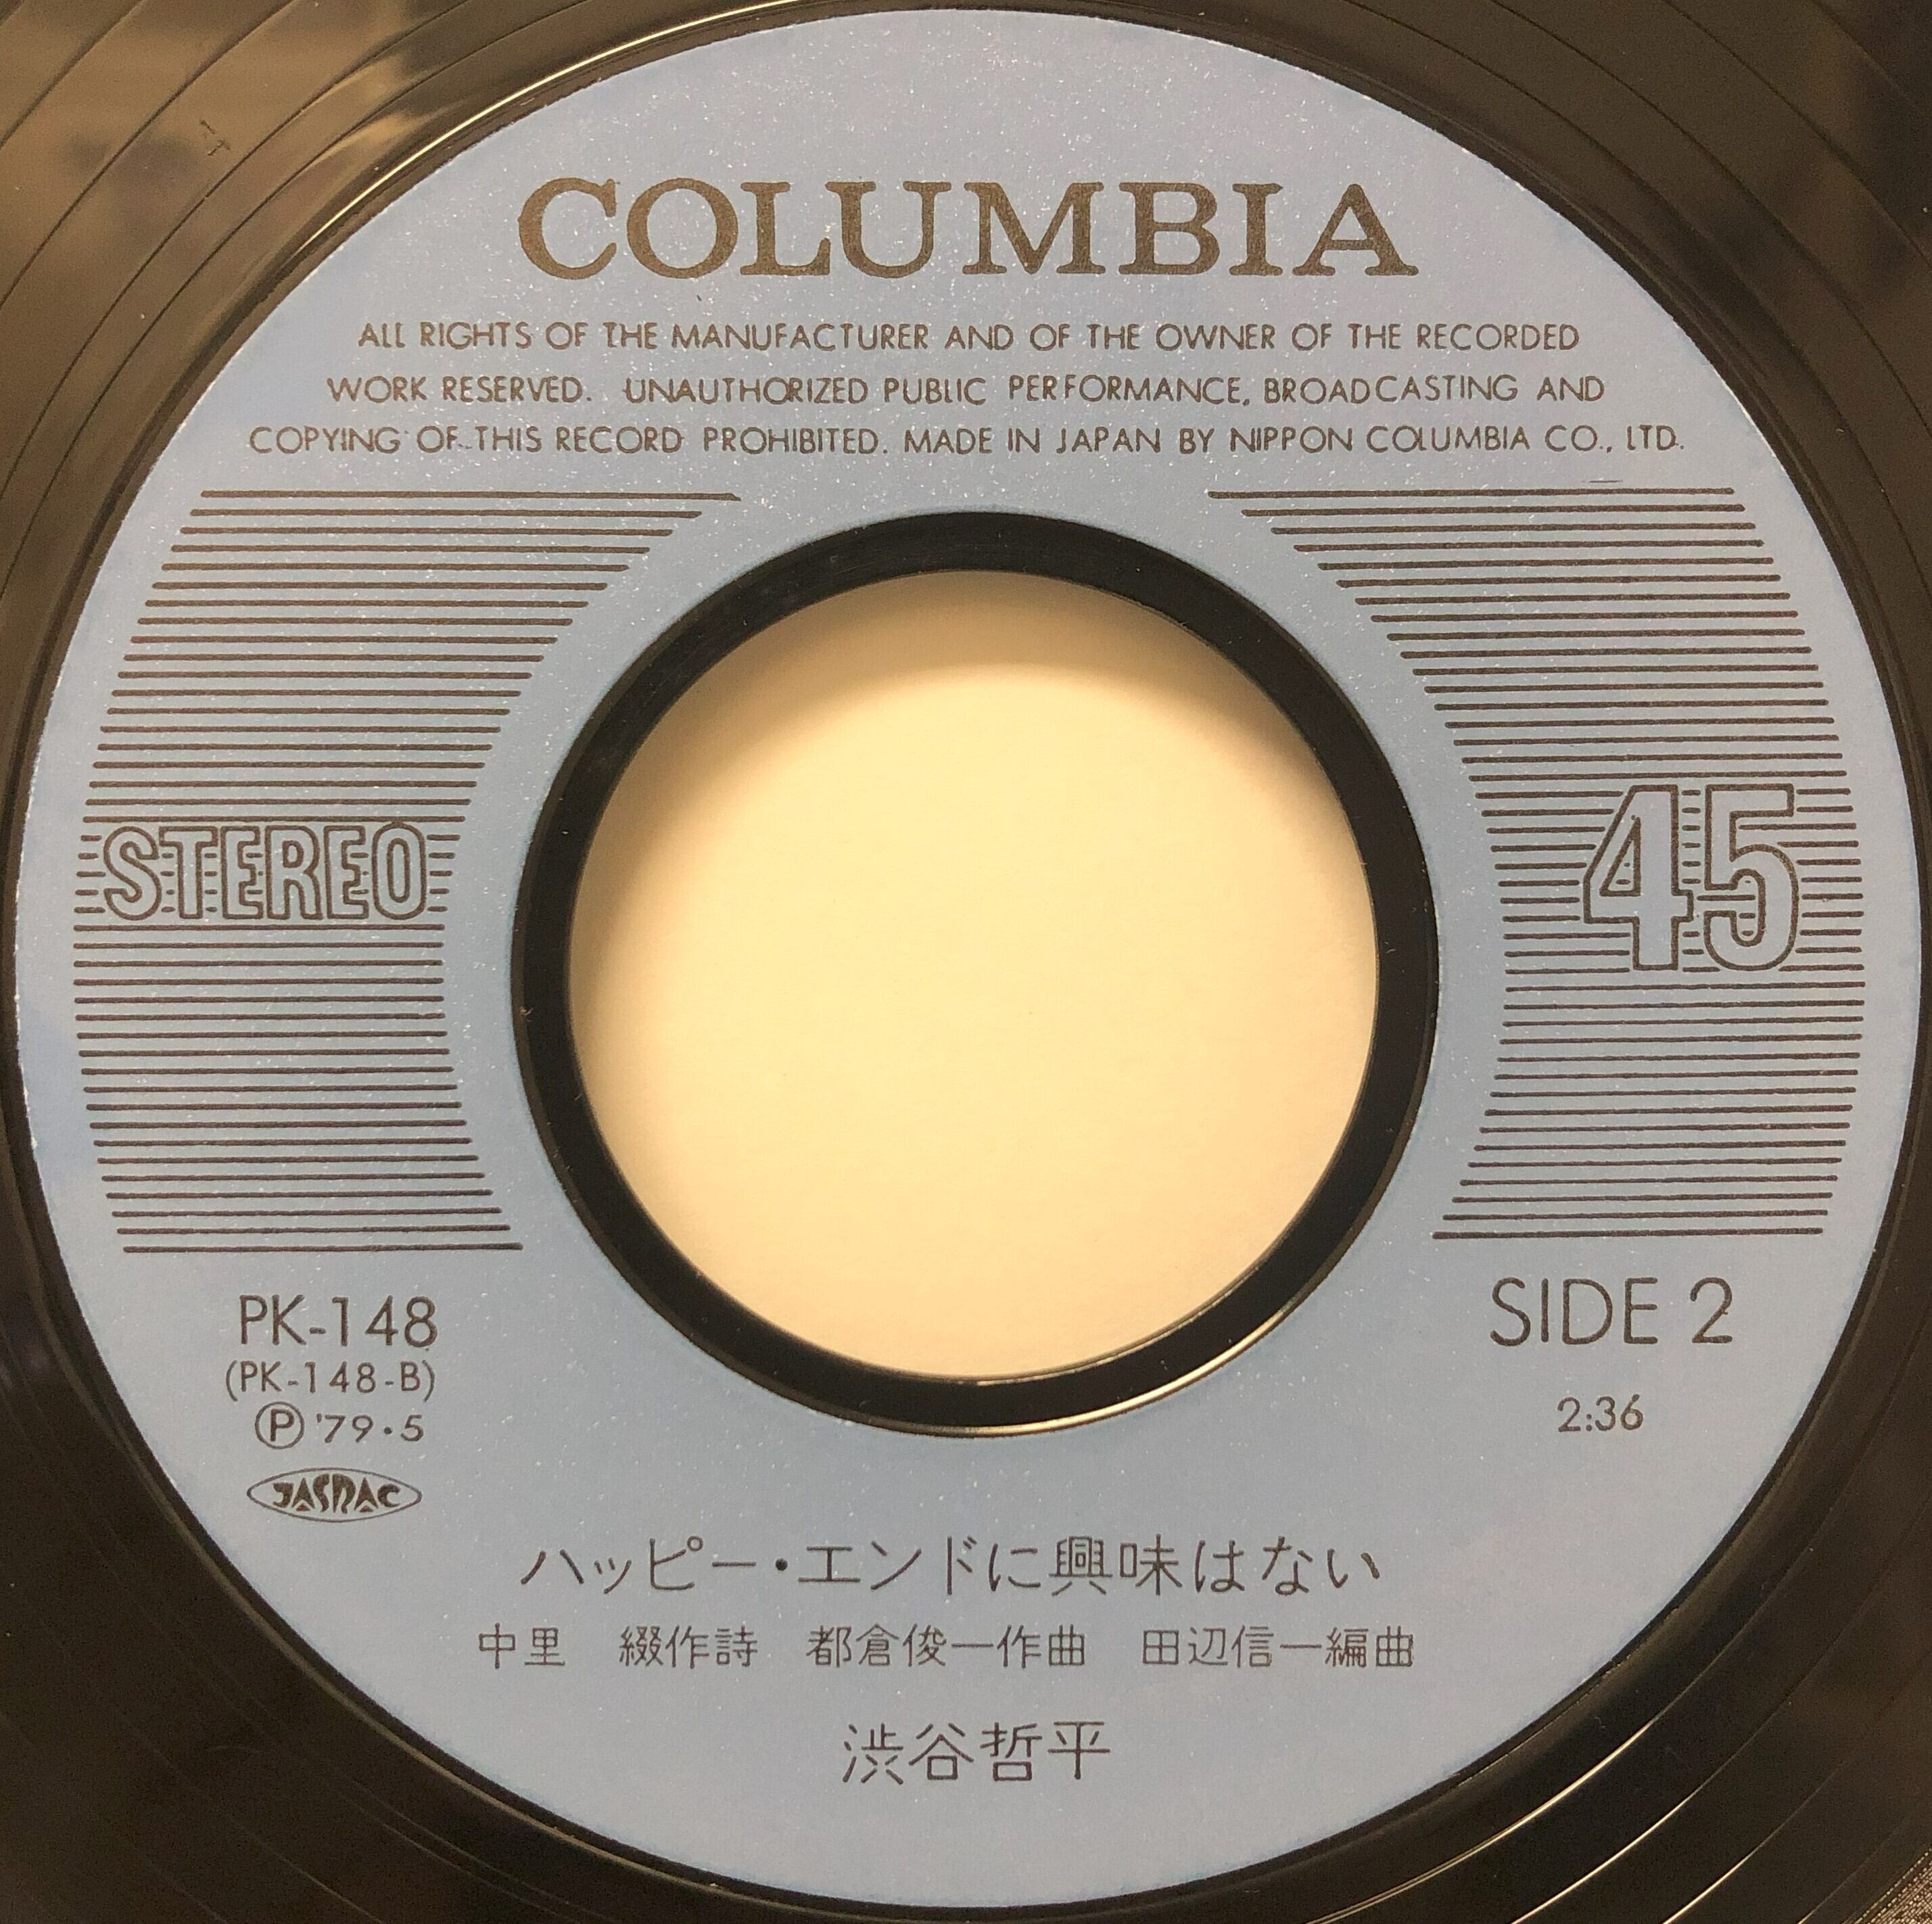 COLUMBIA
ALL RIGHTS OF THE MANUFACTURER AND OF THE OWNER OF THE RECORDED
WORK RESERVED. UNAUTHORIZED PUBLIC PERFORMANCE, BROADCASTING AND
COPYING OF THIS RECORD PROHIBITED. MADE IN JAPAN BY NIPPON COLUMBIA CO., LTD.
STEREO
45
PK-148
(PK-148-B)
Ⓟ '79・5
JASRAC
SIDE 2
2:36
ハッピー・エンドに興味はない
中里 綴作詩 都倉俊一作曲 田辺信一編曲
渋谷哲平